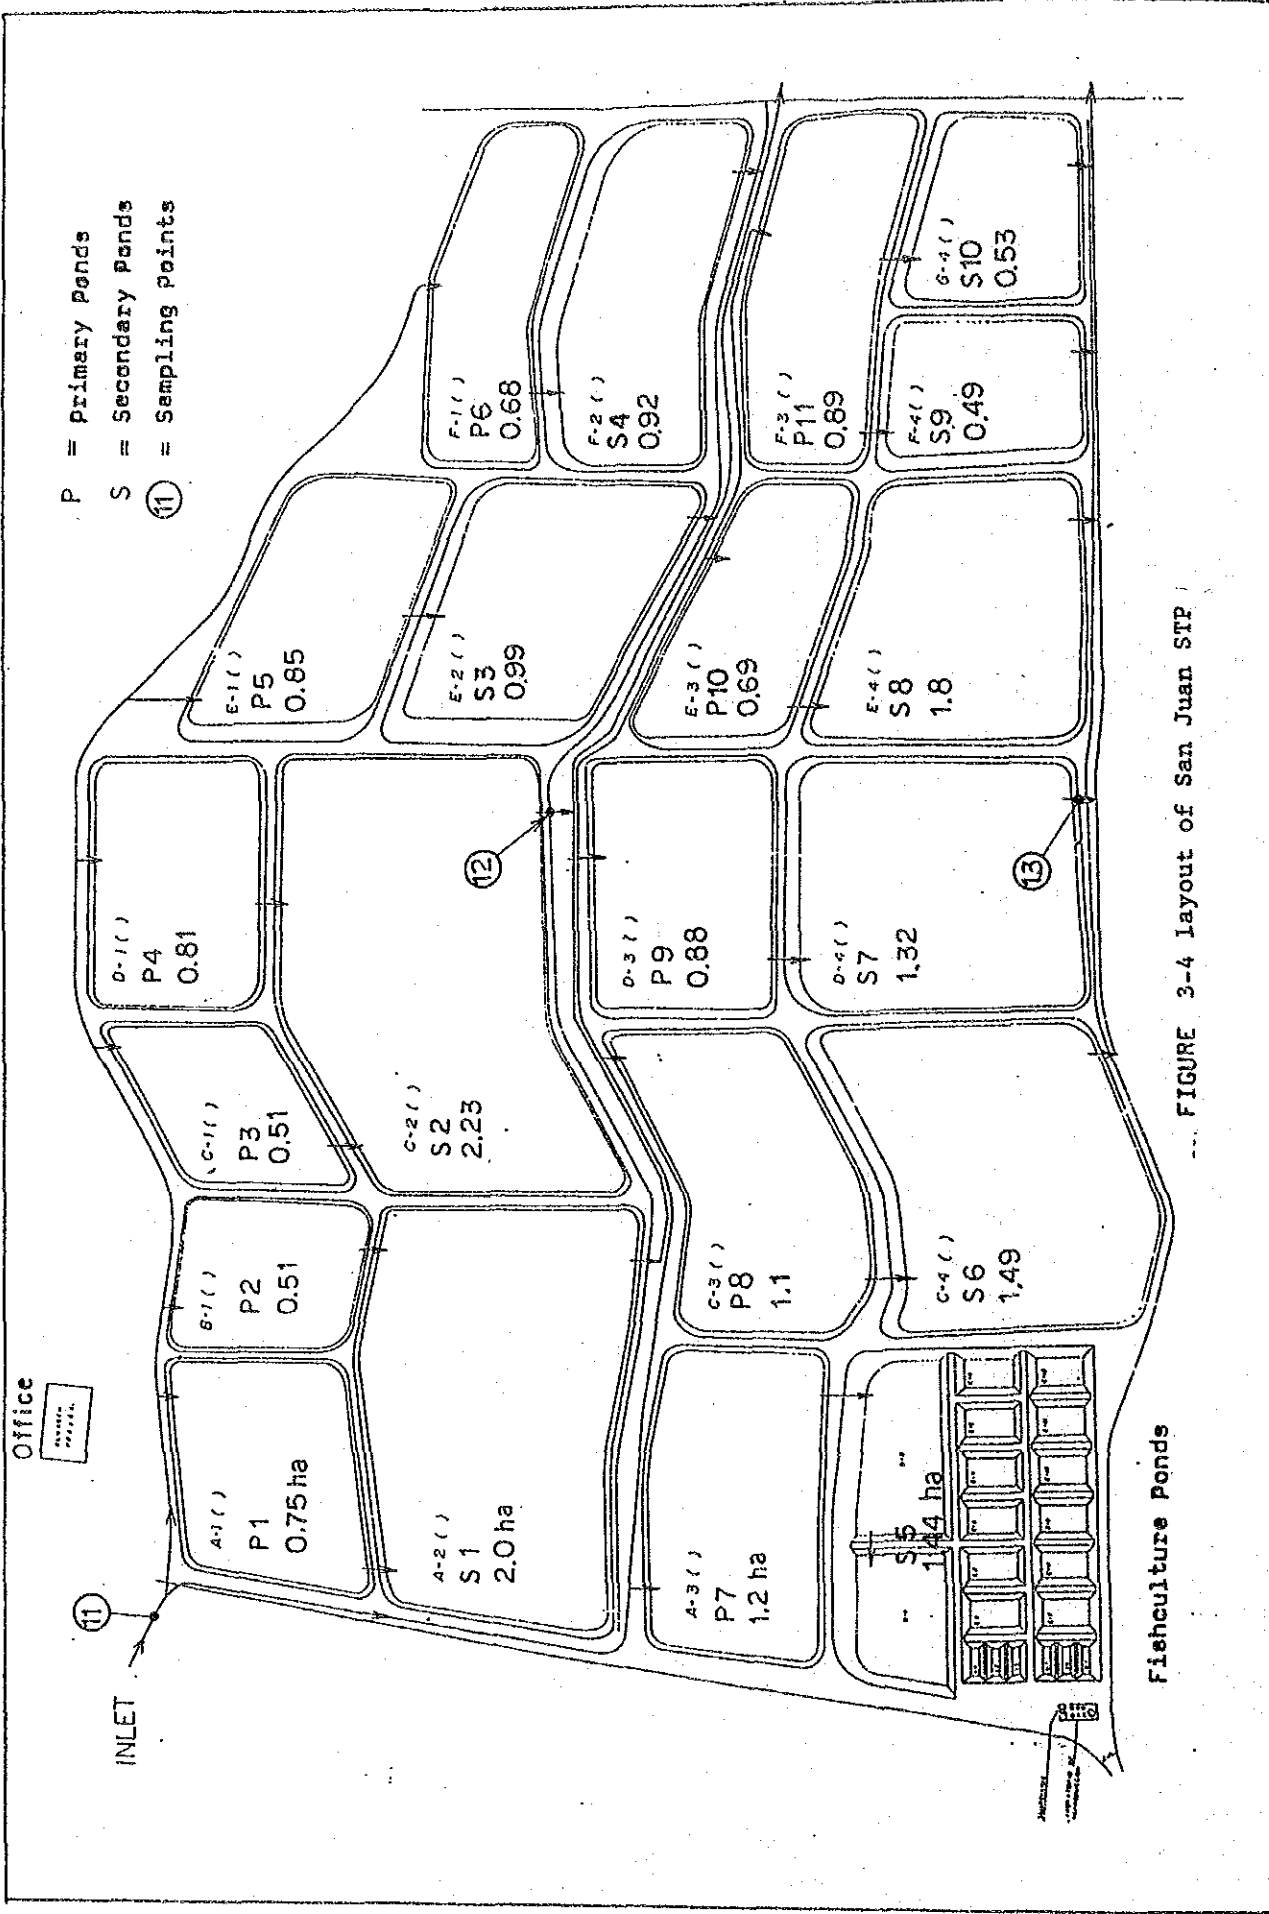 P = Primary Ponds
S = Secondary Ponds
11 = Sampling Points
Office
INLET
11
A-1( )
P1
0.75 ha
B-1( )
P2
0.51
C-1( )
P3
0.51
D-1( )
P4
0.81
E-1( )
P5
0.85
F-1( )
P6
0.68
A-2( )
S1
2.0 ha
C-2( )
S2
2.23
E-2( )
S3
0.99
F-2( )
S4
0.92
12
A-3( )
P7
1.2 ha
C-3( )
P8
1.1
D-3( )
P9
0.88
E-3( )
P10
0.69
F-3( )
P11
0.89
S5
1.44 ha
C-4( )
S6
1.49
D-4( )
S7
1.32
E-4( )
S8
1.8
F-4( )
S9
0.49
G-4( )
S10
0.53
13
Fishculture Ponds
FIGURE 3-4 layout of San Juan STP